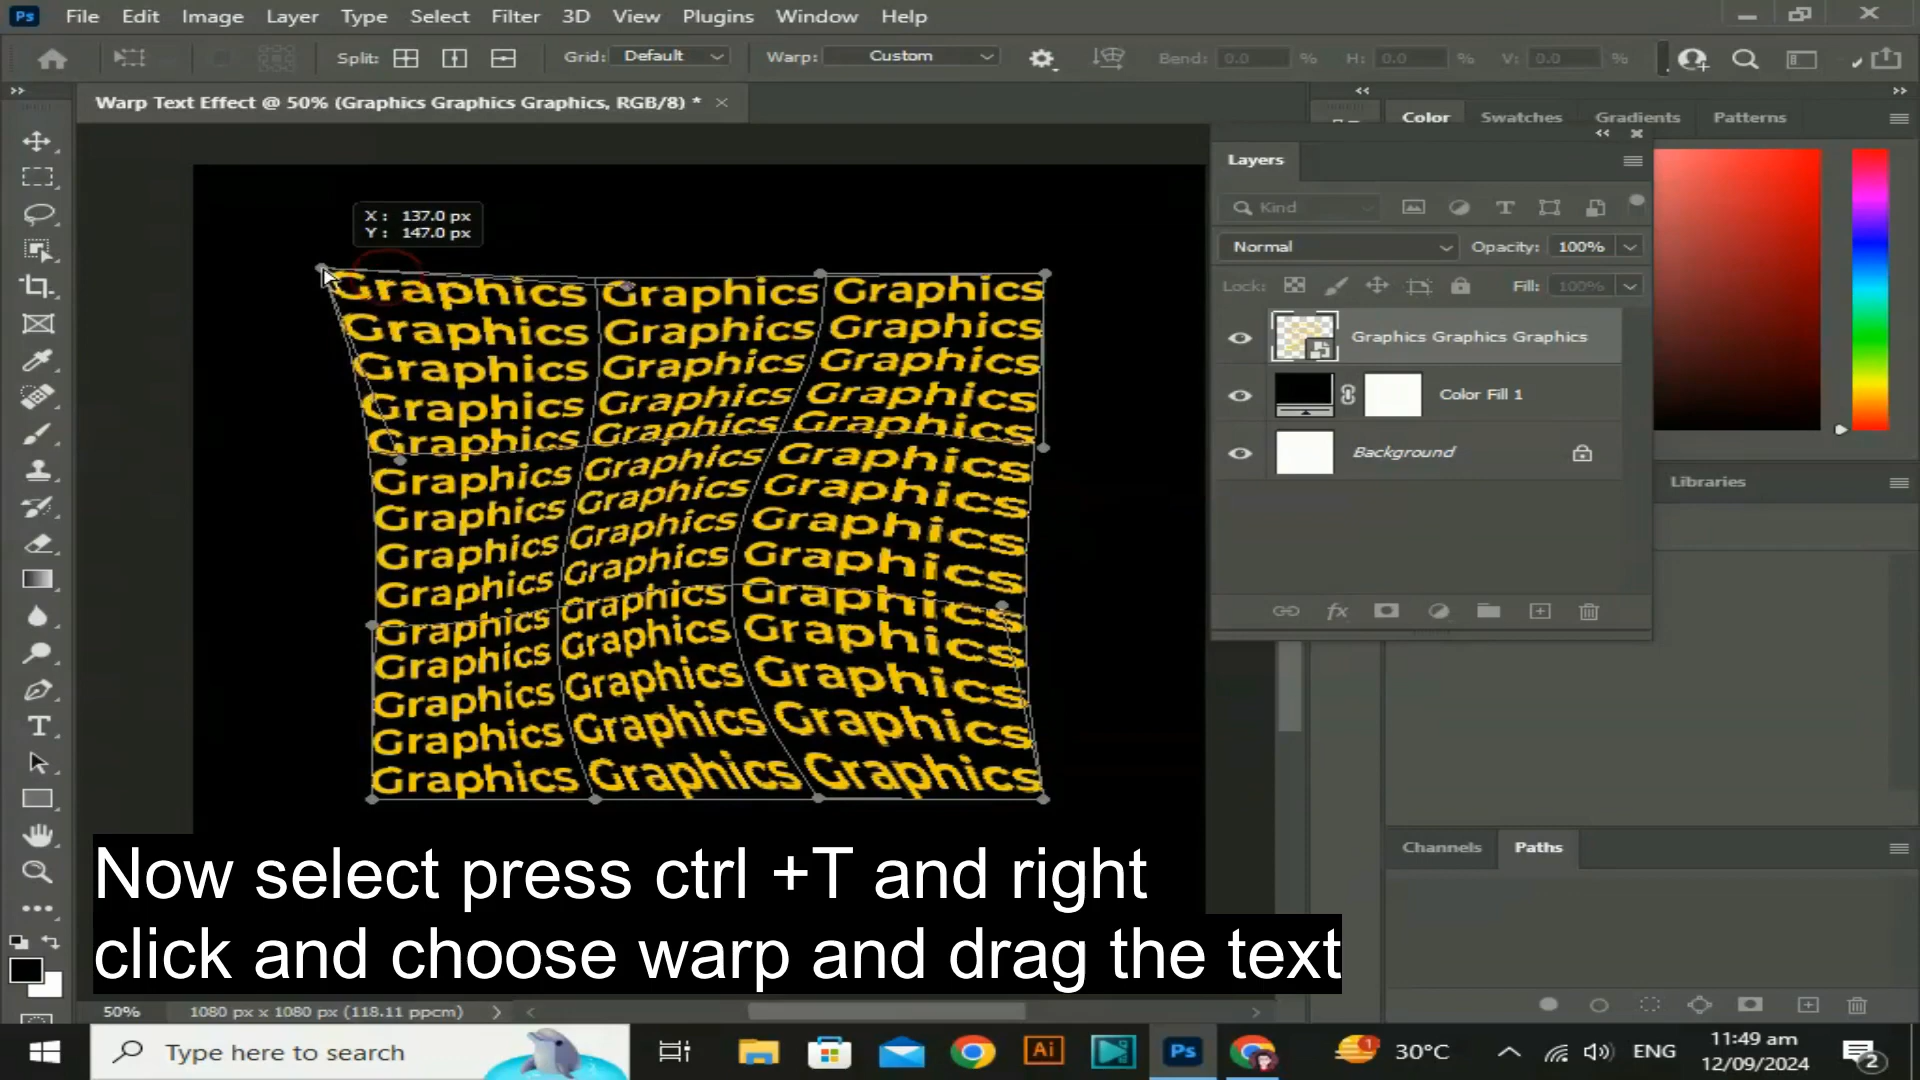 Ps File Edit Image Layer Type Select Filter 3D View Plugins Window Help
Split: Grid: Default Warp: Custom Bend: 0.0 % H: 0.0 % V: 0.0 %
Warp Text Effect @ 50% (Graphics Graphics Graphics, RGB/8) *
Color Swatches Gradients Patterns
Layers
Kind
Normal Opacity: 100%
Lock: Fill: 100%
Graphics Graphics Graphics
Color Fill 1
Background
Libraries
Channels Paths
X : 137.0 px
Y : 147.0 px
Graphics Graphics Graphics
Graphics Graphics Graphics
Graphics Graphics Graphics
Graphics Graphics Graphics
Graphics Graphics Graphics
Graphics Graphics Graphics
Graphics Graphics Graphics
Graphics Graphics Graphics
Graphics Graphics Graphics
Graphics Graphics Graphics
Graphics Graphics Graphics
Graphics Graphics Graphics
Graphics Graphics Graphics
Graphics Graphics Graphics
Now select press ctrl +T and right
click and choose warp and drag the text
50% 1080 px x 1080 px (118.11 ppcm)
Type here to search
Ai Ps 1 30°C ENG 11:49 am
12/09/2024 2